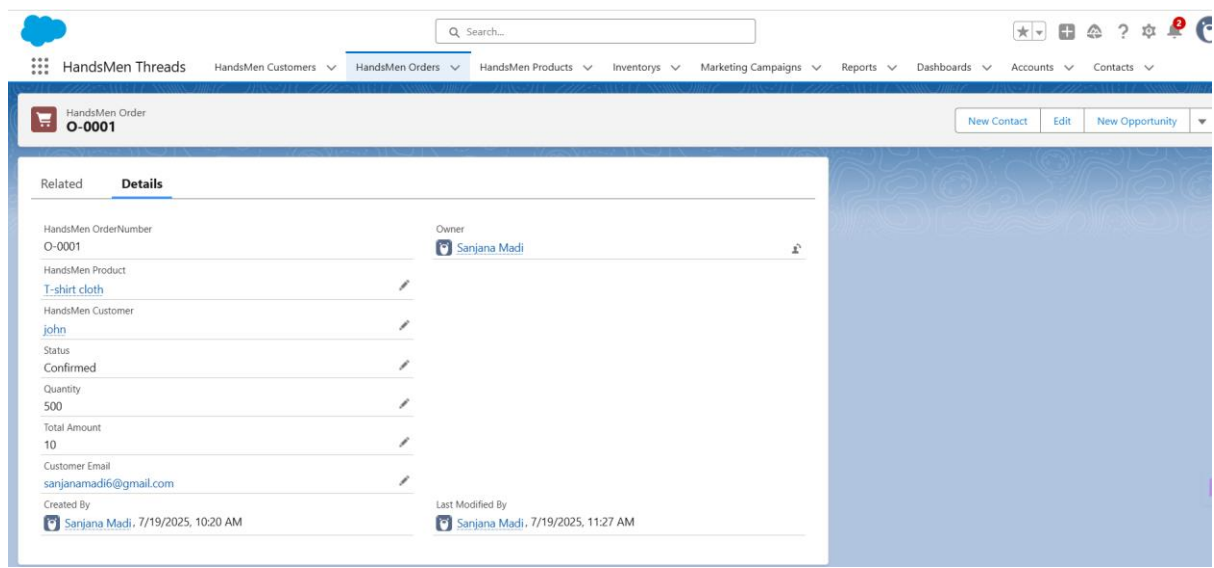 Search...
2
HandsMen Threads HandsMen Customers HandsMen Orders HandsMen Products Inventorys Marketing Campaigns Reports Dashboards Accounts Contacts
HandsMen Order
O-0001
New Contact Edit New Opportunity
Related Details
HandsMen OrderNumber
O-0001
Owner
Sanjana Madi
HandsMen Product
T-shirt cloth
HandsMen Customer
john
Status
Confirmed
Quantity
500
Total Amount
10
Customer Email
sanjanamadi6@gmail.com
Created By
Sanjana Madi, 7/19/2025, 10:20 AM
Last Modified By
Sanjana Madi, 7/19/2025, 11:27 AM